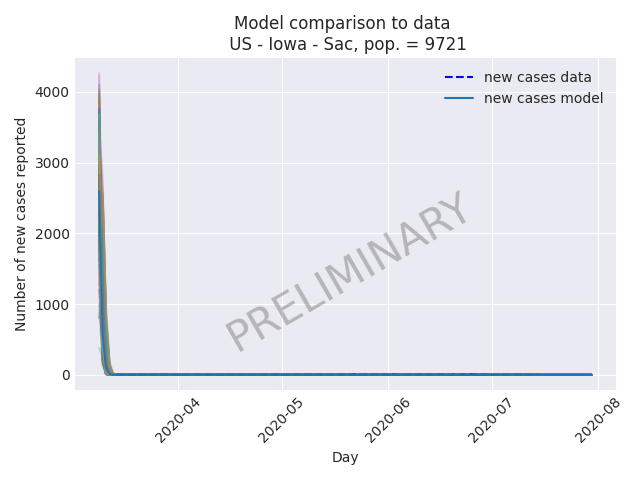 Model comparison to data
US - Iowa - Sac, pop. = 9721
new cases data
new cases model
Number of new cases reported
4000
3000
2000
1000
0
PRELIMINARY
2020-04
2020-05
2020-06
2020-07
2020-08
Day